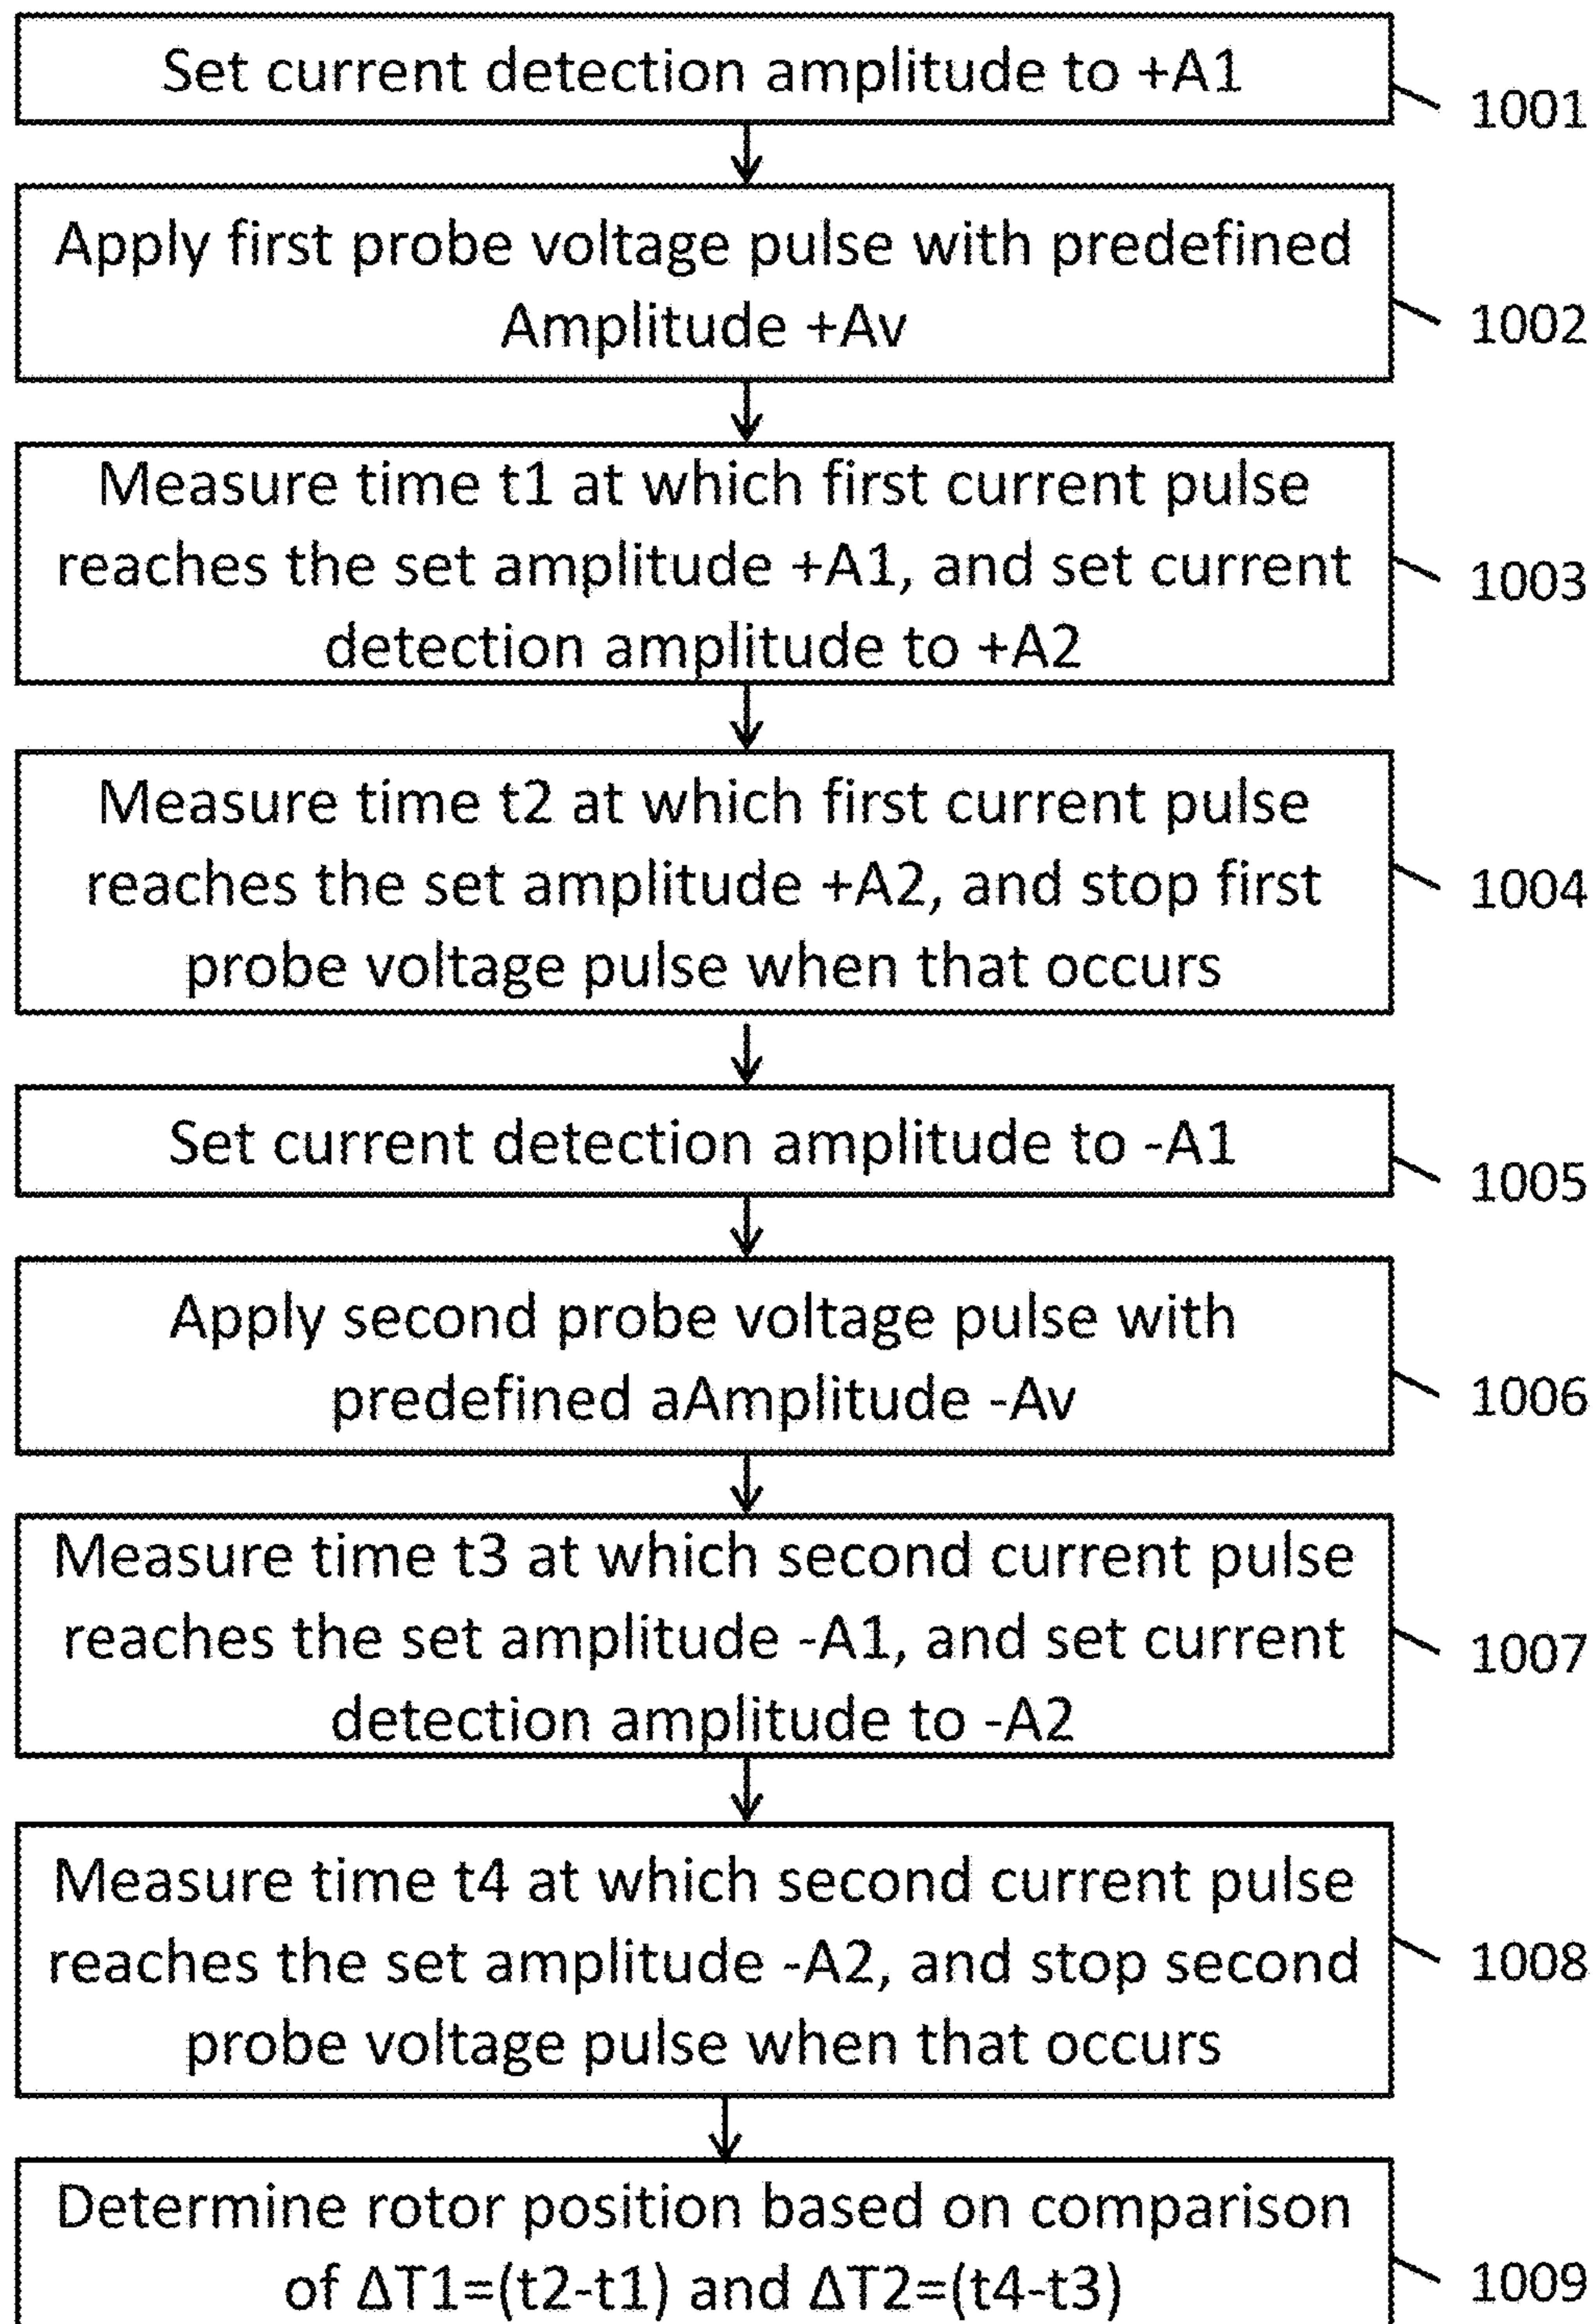 Set current detection amplitude to +A1
1001
Apply first probe voltage pulse with predefined
Amplitude +Av
1002
Measure time t1 at which first current pulse
reaches the set amplitude +A1, and set current
detection amplitude to +A2
1003
Measure time t2 at which first current pulse
reaches the set amplitude +A2, and stop first
probe voltage pulse when that occurs
1004
Set current detection amplitude to -A1
1005
Apply second probe voltage pulse with
predefined aAmplitude -Av
1006
Measure time t3 at which second current pulse
reaches the set amplitude -A1, and set current
detection amplitude to -A2
1007
Measure time t4 at which second current pulse
reaches the set amplitude -A2, and stop second
probe voltage pulse when that occurs
1008
Determine rotor position based on comparison
of ΔT1=(t2-t1) and ΔT2=(t4-t3)
1009